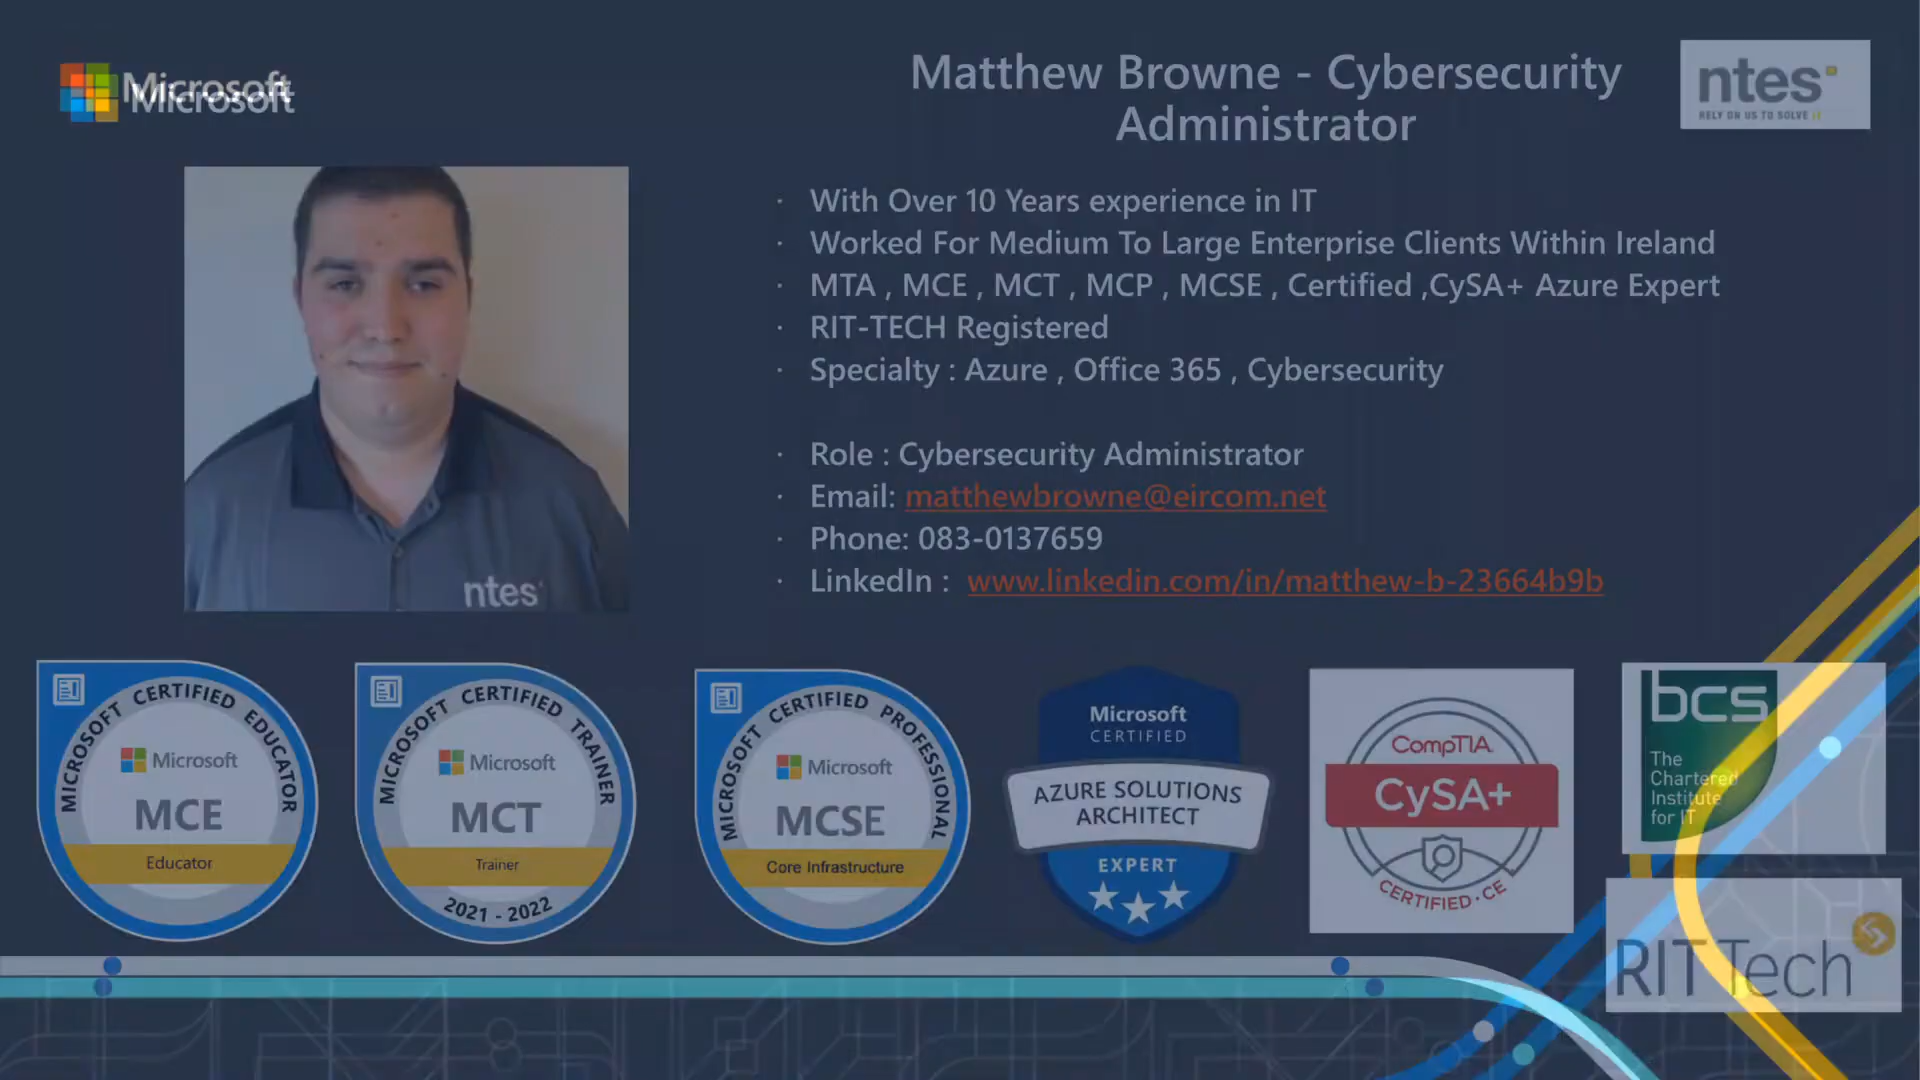 Microsoft
Microsoft
Matthew Browne - Cybersecurity
Administrator
ntes
RELY ON US TO SOLVE IT
· With Over 10 Years experience in IT
· Worked For Medium To Large Enterprise Clients Within Ireland
· MTA , MCE , MCT , MCP , MCSE , Certified ,CySA+ Azure Expert
· RIT-TECH Registered
· Specialty : Azure , Office 365 , Cybersecurity
· Role : Cybersecurity Administrator
· Email: matthewbrowne@eircom.net
· Phone: 083-0137659
· LinkedIn : www.linkedin.com/in/matthew-b-23664b9b
ntes
MICROSOFT CERTIFIED EDUCATOR
Microsoft
MCE
Educator
MICROSOFT CERTIFIED TRAINER
Microsoft
MCT
Trainer
2021 - 2022
MICROSOFT CERTIFIED PROFESSIONAL
Microsoft
MCSE
Core Infrastructure
Microsoft
CERTIFIED
AZURE SOLUTIONS
ARCHITECT
EXPERT
CompTIA
CySA+
CERTIFIED · CE
bcs
The
Chartered
Institute
for IT
RITTech